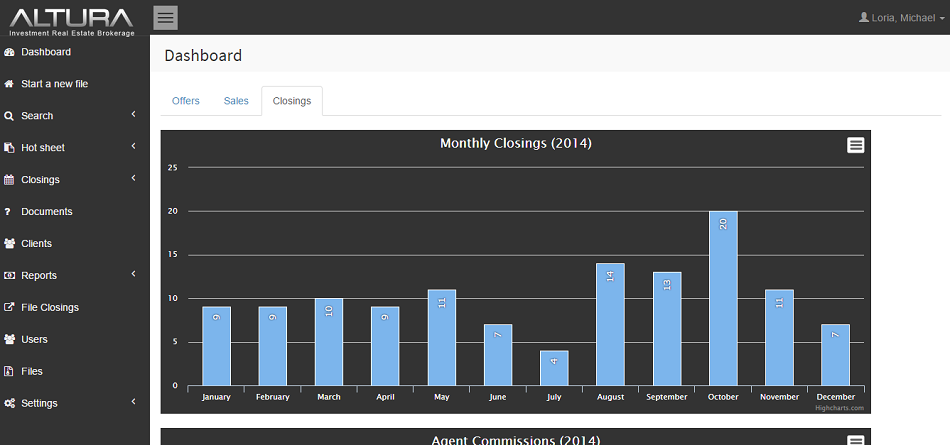 ALTURA
Investment Real Estate Brokerage
Loria, Michael
Dashboard
Start a new file
Search
Hot sheet
Closings
Documents
Clients
Reports
File Closings
Users
Files
Settings
Dashboard
Offers Sales Closings
Monthly Closings (2014)
25
20
15
10
5
0
9 9 10 9 11 7 4 14 13 20 11 7
January February March April May June July August September October November December
Highcharts.com
Agent Commissions (2014)